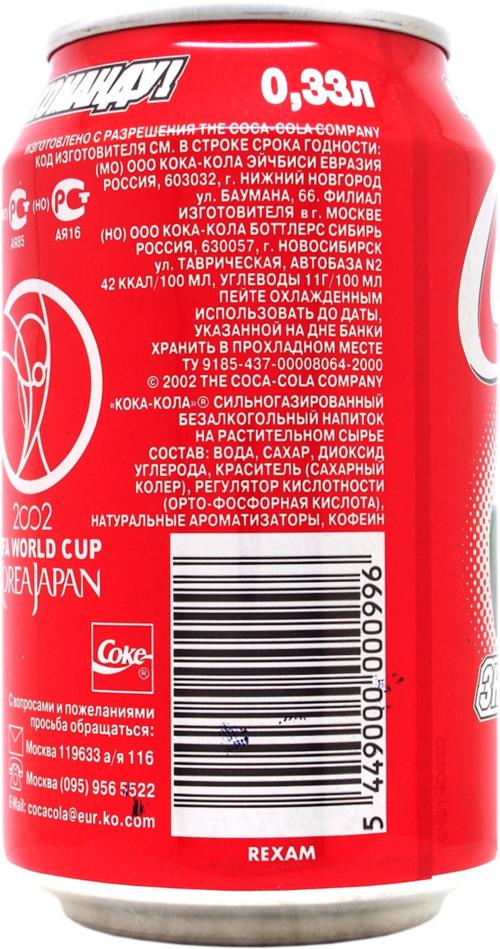 КОМАНДУ!
0,33л
ИЗГОТОВЛЕНО С РАЗРЕШЕНИЯ THE COCA-COLA COMPANY
КОД ИЗГОТОВИТЕЛЯ СМ. В СТРОКЕ СРОКА ГОДНОСТИ:
(МО) ООО КОКА-КОЛА ЭЙЧБИСИ ЕВРАЗИЯ
РОССИЯ, 603032, г. НИЖНИЙ НОВГОРОД
ул. БАУМАНА, 66. ФИЛИАЛ
ИЗГОТОВИТЕЛЯ в г. МОСКВЕ
(НО) ООО КОКА-КОЛА БОТТЛЕРС СИБИРЬ
РОССИЯ, 630057, г. НОВОСИБИРСК
ул. ТАВРИЧЕСКАЯ, АВТОБАЗА N2
42 ККАЛ/100 МЛ, УГЛЕВОДЫ 11Г/100 МЛ
ПЕЙТЕ ОХЛАЖДЕННЫМ
ИСПОЛЬЗОВАТЬ ДО ДАТЫ,
УКАЗАННОЙ НА ДНЕ БАНКИ
ХРАНИТЬ В ПРОХЛАДНОМ МЕСТЕ
ТУ 9185-437-00008064-2000
© 2002 THE COCA-COLA COMPANY
«КОКА-КОЛА»® СИЛЬНОГАЗИРОВАННЫЙ
БЕЗАЛКОГОЛЬНЫЙ НАПИТОК
НА РАСТИТЕЛЬНОМ СЫРЬЕ
СОСТАВ: ВОДА, САХАР, ДИОКСИД
УГЛЕРОДА, КРАСИТЕЛЬ (САХАРНЫЙ
КОЛЕР), РЕГУЛЯТОР КИСЛОТНОСТИ
(ОРТО-ФОСФОРНАЯ КИСЛОТА),
НАТУРАЛЬНЫЕ АРОМАТИЗАТОРЫ, КОФЕИН
(НО)
АЯ85
АЯ16
2002
FA WORLD CUP
OREA JAPAN
Coke
®
С вопросами и пожеланиями
просьба обращаться:
Москва 119633 а/я 116
Москва (095) 956 5522
E-Mail: cocacola@eur.ko.com
5 449000 000996
REXAM